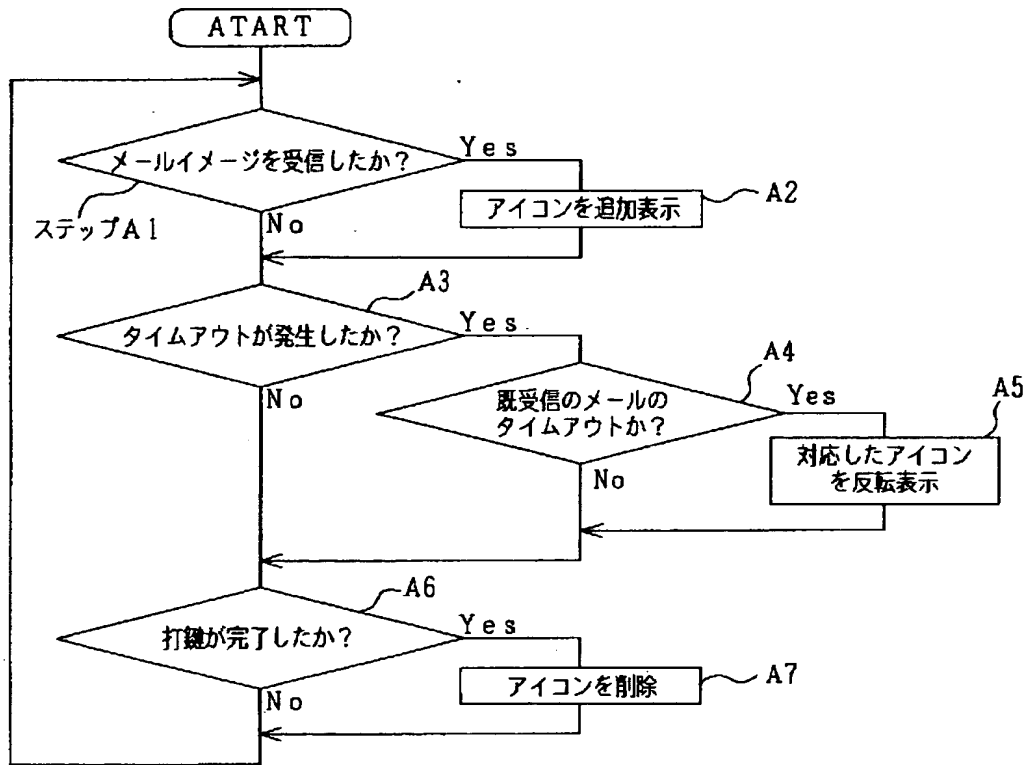 ATART
メールイメージを受信したか？
Yes
A2
アイコンを追加表示
ステップA1
No
A3
タイムアウトが発生したか？
Yes
A4
No
既受信のメールの
タイムアウトか？
Yes
A5
対応したアイコン
を反転表示
No
A6
打鍵が完了したか？
Yes
A7
アイコンを削除
No